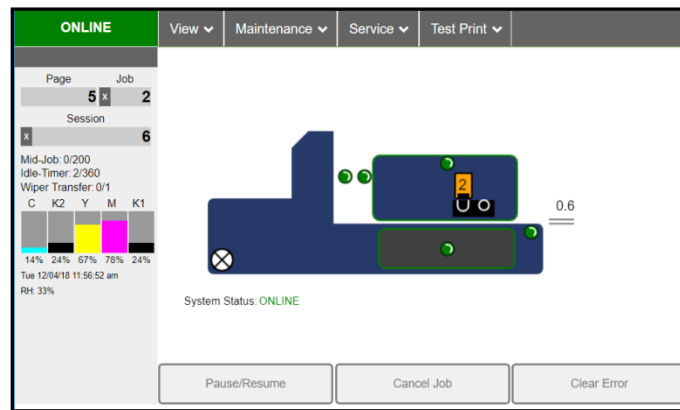 ONLINE
View Maintenance Service Test Print
Page Job
5 x 2
Session
x 6
Mid-Job: 0/200
Idle-Timer: 2/360
Wiper Transfer: 0/1
C K2 Y M K1
14% 24% 67% 78% 24%
Tue 12/04/18 11:56:52 am
RH: 33%
2
0.6
System Status: ONLINE
Pause/Resume Cancel Job Clear Error